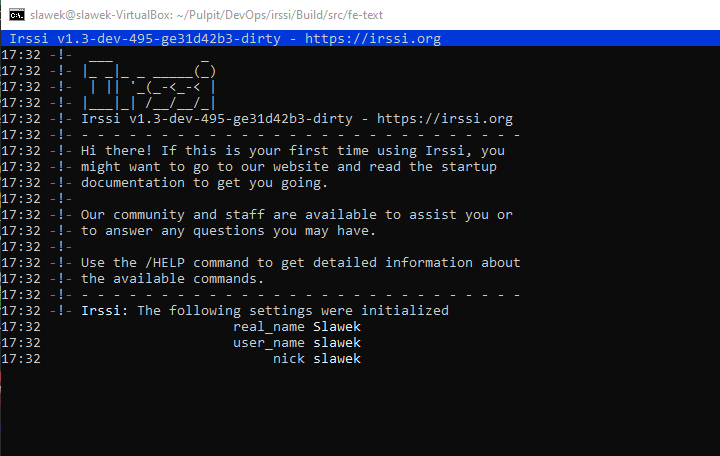 slawek@slawek-VirtualBox: ~/Pulpit/DevOps/irssi/Build/src/fe-text
Irssi v1.3-dev-495-ge31d42b3-dirty - https://irssi.org
17:32 -!-  ___           _
17:32 -!- |_ _|_ _ _____(_)
17:32 -!-  | || '_(_-<_-< |
17:32 -!- |___|_| /__/__/_|
17:32 -!- Irssi v1.3-dev-495-ge31d42b3-dirty - https://irssi.org
17:32 -!- - - - - - - - - - - - - - - - - - - - - - - - - - - - -
17:32 -!- Hi there! If this is your first time using Irssi, you
17:32 -!- might want to go to our website and read the startup
17:32 -!- documentation to get you going.
17:32 -!-
17:32 -!- Our community and staff are available to assist you or
17:32 -!- to answer any questions you may have.
17:32 -!-
17:32 -!- Use the /HELP command to get detailed information about
17:32 -!- the available commands.
17:32 -!- - - - - - - - - - - - - - - - - - - - - - - - - - - - -
17:32 -!- Irssi: The following settings were initialized
17:32                        real_name Slawek
17:32                        user_name slawek
17:32                             nick slawek